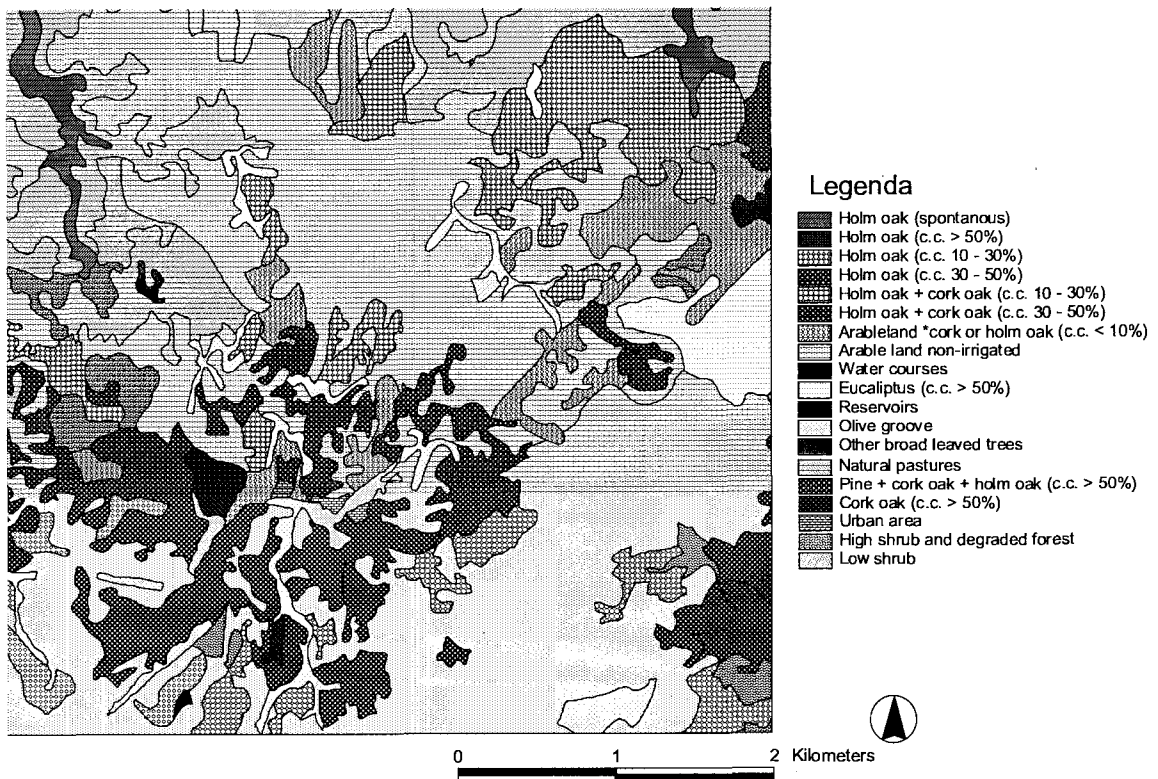 Legenda
Holm oak (spontanous)
Holm oak (c.c. > 50%)
Holm oak (c.c. 10 - 30%)
Holm oak (c.c. 30 - 50%)
Holm oak + cork oak (c.c. 10 - 30%)
Holm oak + cork oak (c.c. 30 - 50%)
Arableland *cork or holm oak (c.c. < 10%)
Arable land non-irrigated
Water courses
Eucaliptus (c.c. > 50%)
Reservoirs
Olive groove
Other broad leaved trees
Natural pastures
Pine + cork oak + holm oak (c.c. > 50%)
Cork oak (c.c. > 50%)
Urban area
High shrub and degraded forest
Low shrub
0 1 2 Kilometers